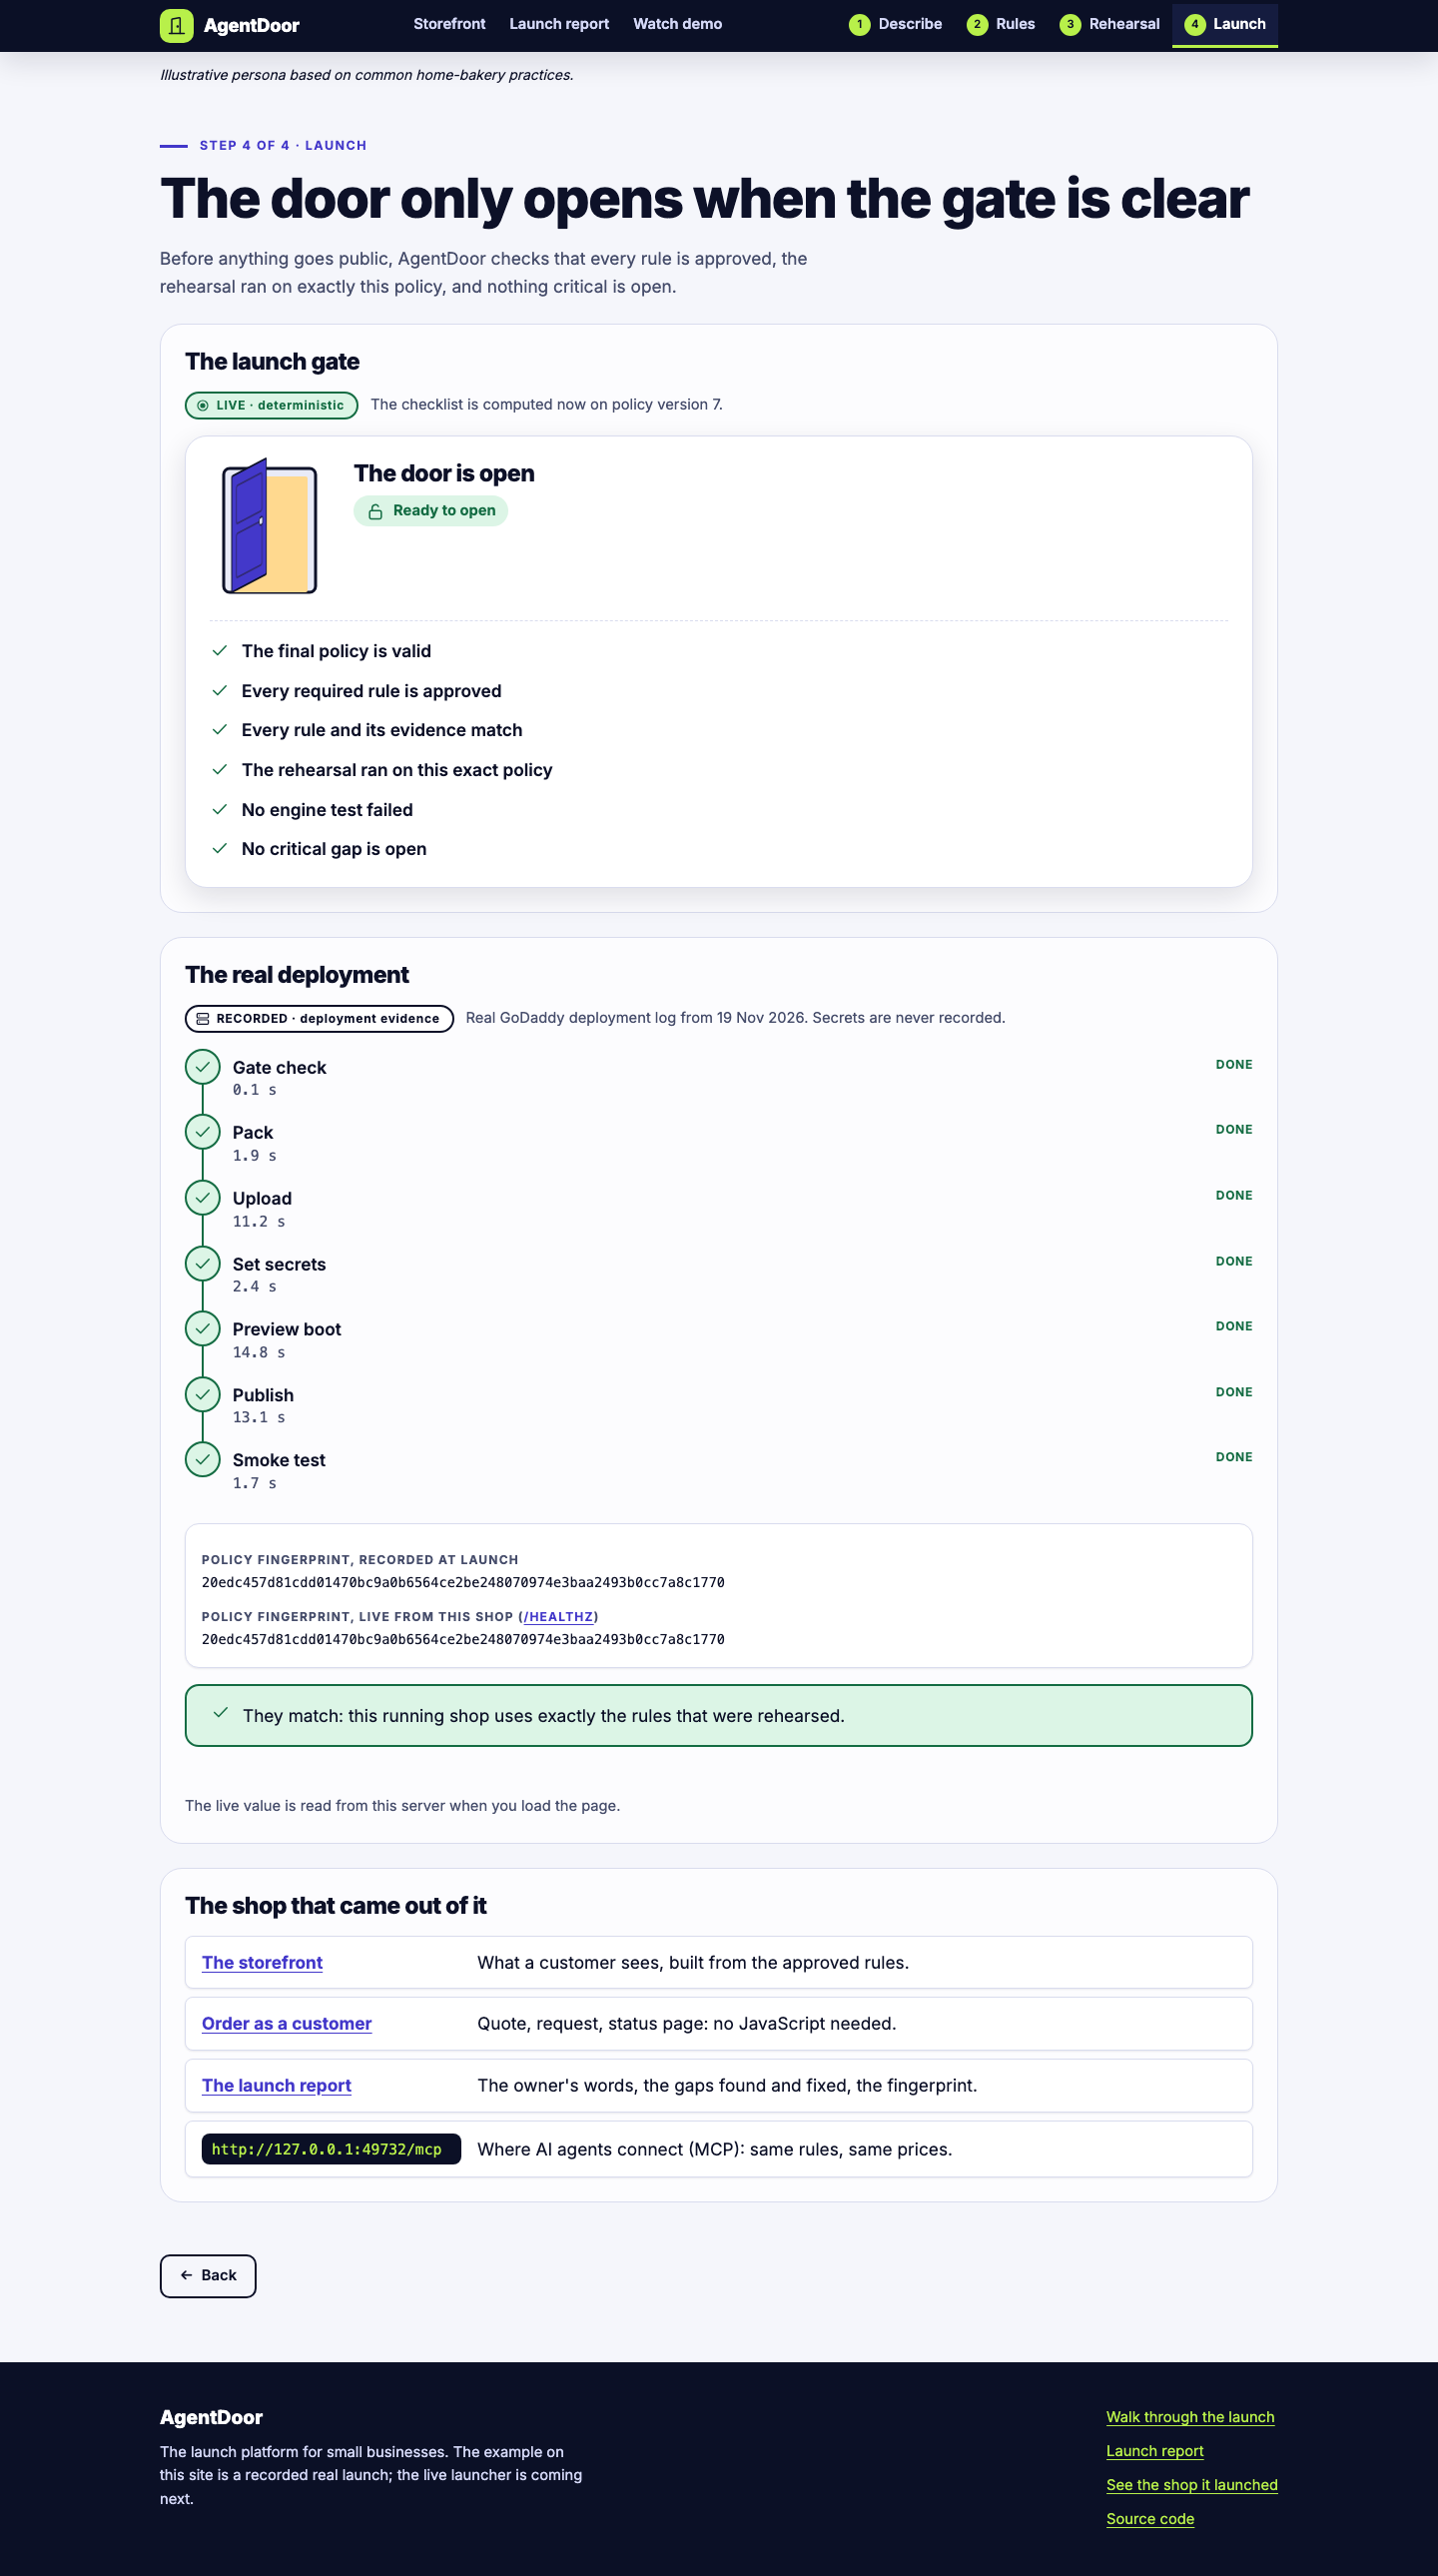 AgentDoor
Storefront
Launch report
Watch demo
1 Describe
2 Rules
3 Rehearsal
4 Launch
Illustrative persona based on common home-bakery practices.
STEP 4 OF 4 · LAUNCH
The door only opens when the gate is clear
Before anything goes public, AgentDoor checks that every rule is approved, the
rehearsal ran on exactly this policy, and nothing critical is open.
The launch gate
LIVE · deterministic
The checklist is computed now on policy version 7.
The door is open
Ready to open
The final policy is valid
Every required rule is approved
Every rule and its evidence match
The rehearsal ran on this exact policy
No engine test failed
No critical gap is open
The real deployment
RECORDED · deployment evidence
Real GoDaddy deployment log from 19 Nov 2026. Secrets are never recorded.
Gate check
DONE
0.1 s
Pack
DONE
1.9 s
Upload
DONE
11.2 s
Set secrets
DONE
2.4 s
Preview boot
DONE
14.8 s
Publish
DONE
13.1 s
Smoke test
DONE
1.7 s
POLICY FINGERPRINT, RECORDED AT LAUNCH
20edc457d81cdd01470bc9a0b6564ce2be248070974e3baa2493b0cc7a8c1770
POLICY FINGERPRINT, LIVE FROM THIS SHOP (/HEALTHZ)
20edc457d81cdd01470bc9a0b6564ce2be248070974e3baa2493b0cc7a8c1770
They match: this running shop uses exactly the rules that were rehearsed.
The live value is read from this server when you load the page.
The shop that came out of it
The storefront
What a customer sees, built from the approved rules.
Order as a customer
Quote, request, status page: no JavaScript needed.
The launch report
The owner's words, the gaps found and fixed, the fingerprint.
http://127.0.0.1:49732/mcp
Where AI agents connect (MCP): same rules, same prices.
← Back
AgentDoor
The launch platform for small businesses. The example on
this site is a recorded real launch; the live launcher is coming
next.
Walk through the launch
Launch report
See the shop it launched
Source code